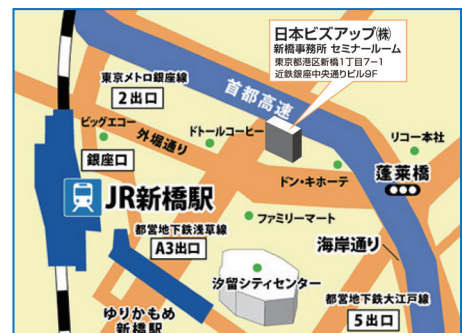 日本ビズアップ㈱
新橋事務所 セミナールーム
東京都港区新橋1丁目7-1
近鉄銀座中央通りビル9F
東京メトロ銀座線
2出口
首都高速
ビッグエコー
外堀通り
ドトールコーヒー
リコー本社
銀座口
蓬莱橋
ドン・キホーテ
JR新橋駅
ファミリーマート
都営地下鉄浅草線
A3出口
海岸通り
汐留シティセンター
都営地下鉄大江戸線
5出口
ゆりかもめ
新橋駅